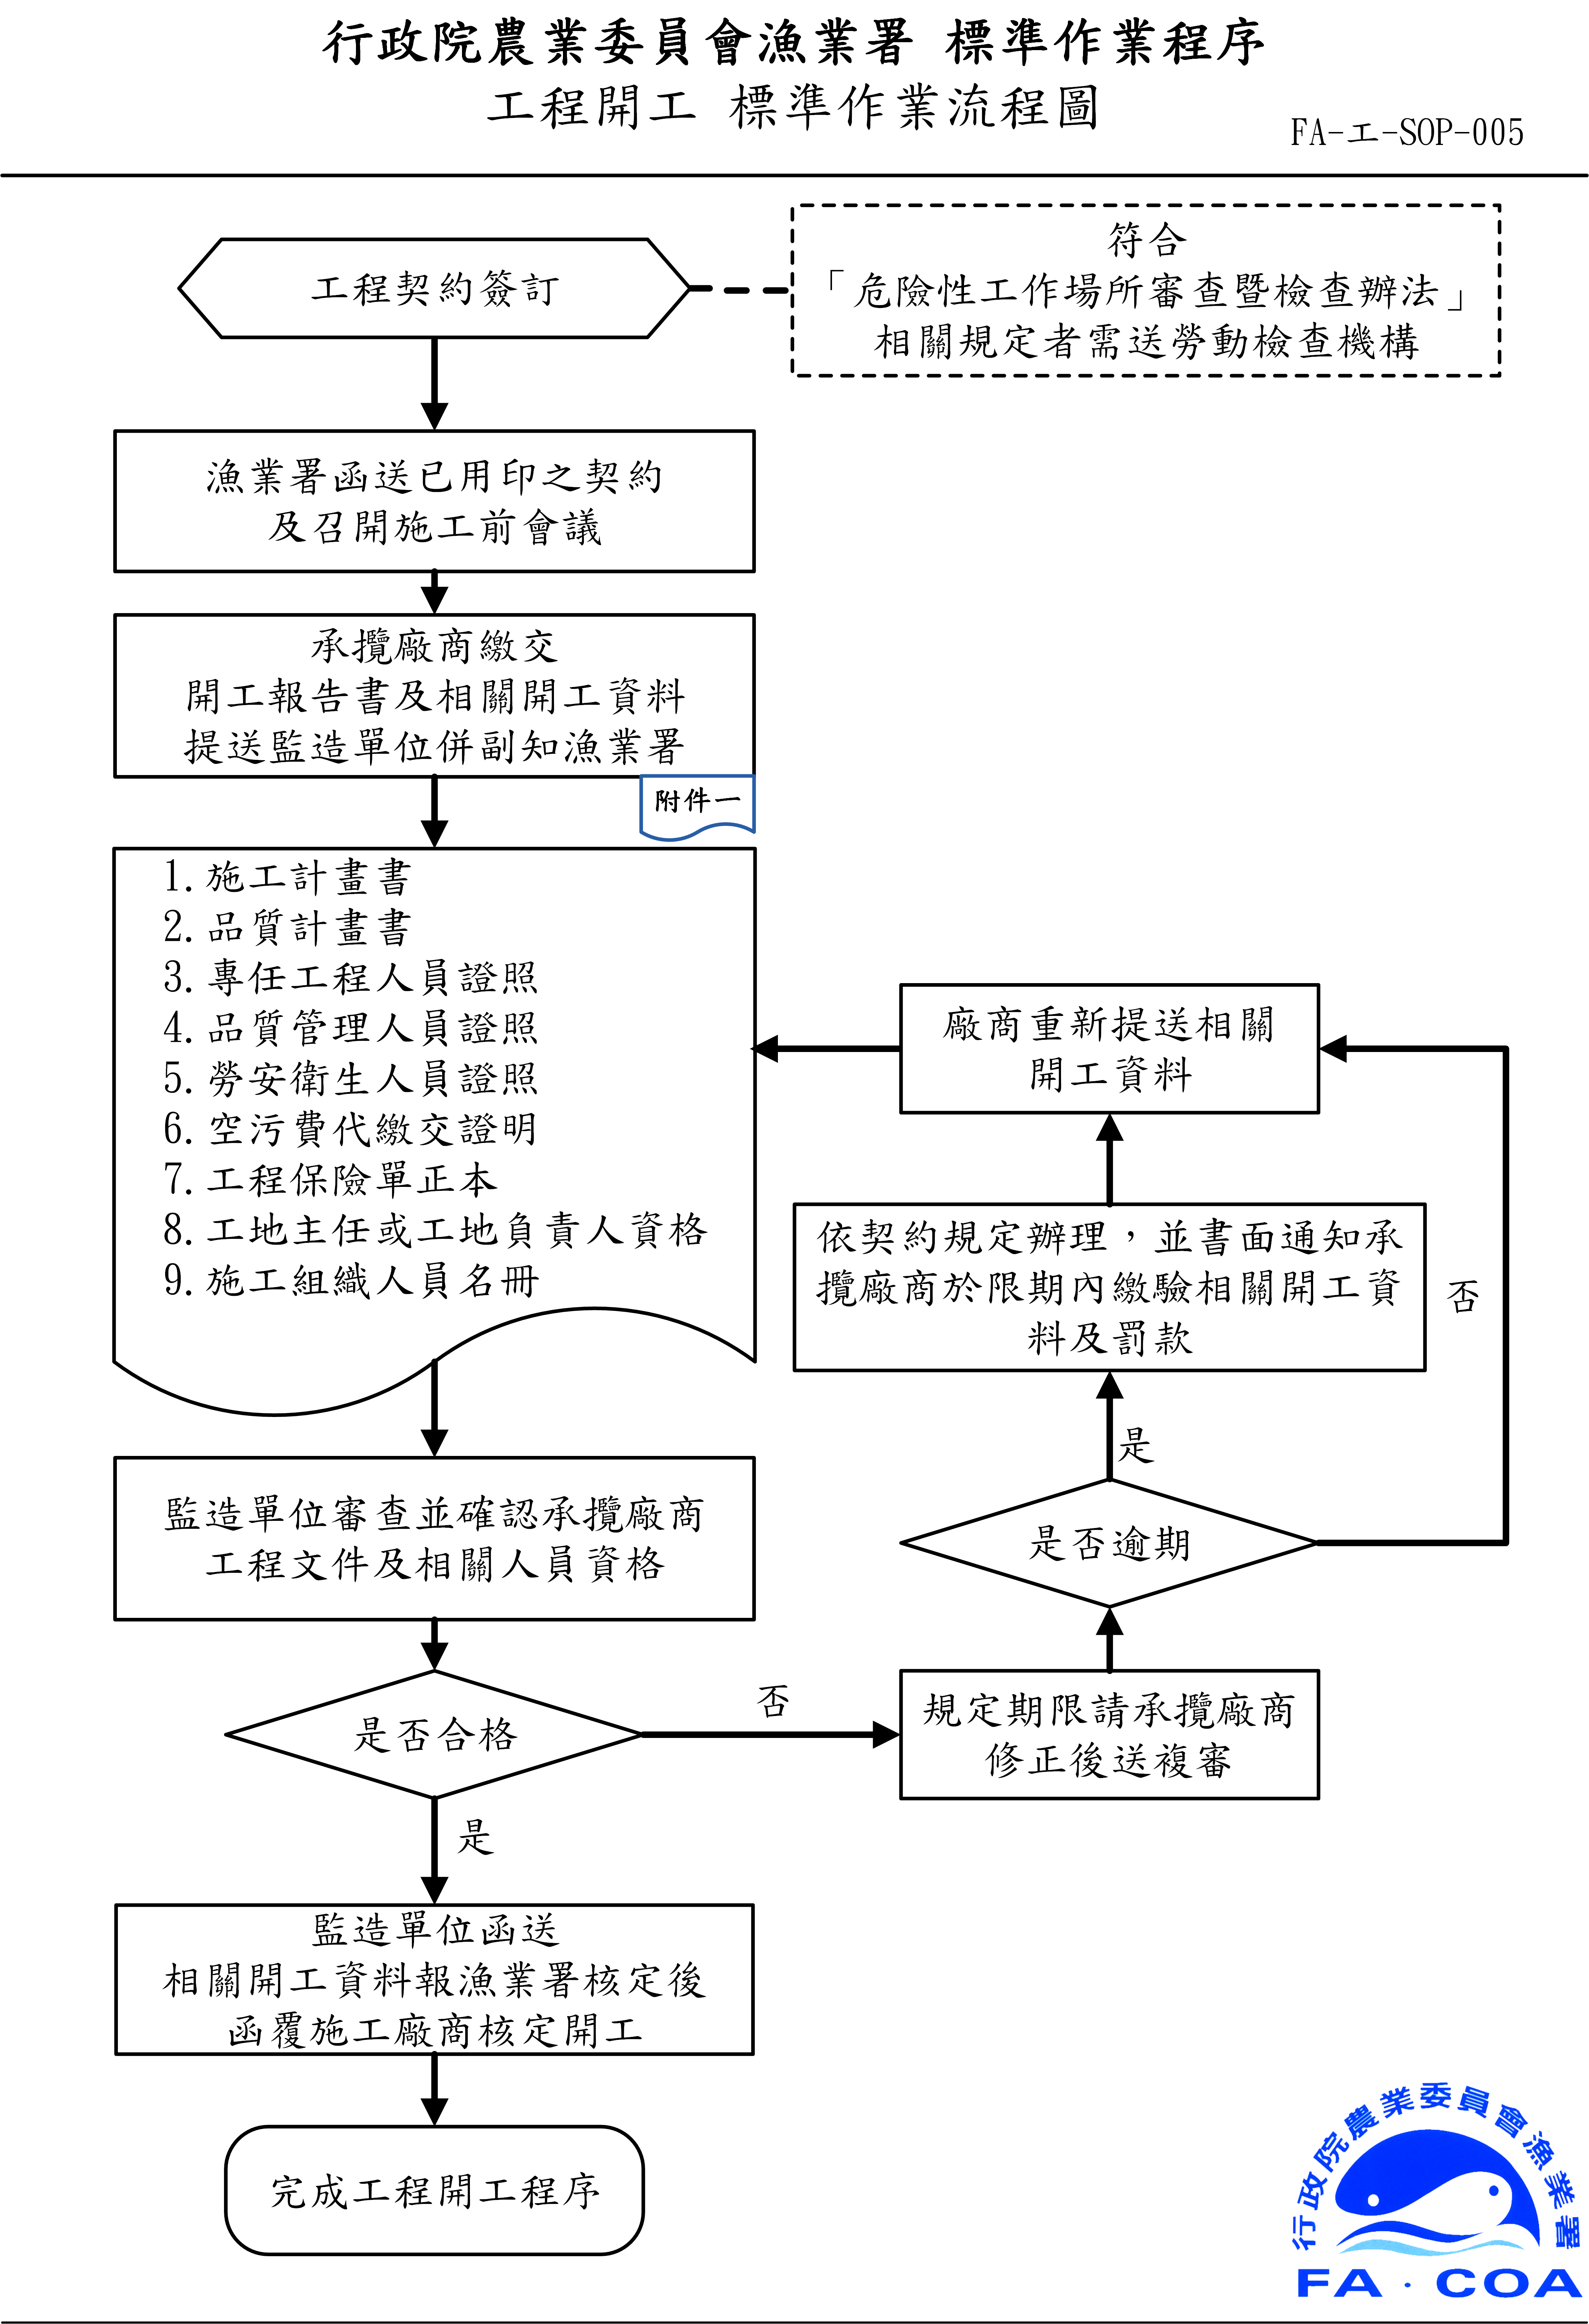 行政院農業委員會漁業署 標準作業程序
工程開工 標準作業流程圖
FA-工-SOP-005
工程契約簽訂
符合
「危險性工作場所審查暨檢查辦法」
相關規定者需送勞動檢查機構
漁業署函送已用印之契約
及召開施工前會議
承攬廠商繳交
開工報告書及相關開工資料
提送監造單位併副知漁業署
附件一
1.施工計畫書
2.品質計畫書
3.專任工程人員證照
4.品質管理人員證照
5.勞安衛生人員證照
6.空污費代繳交證明
7.工程保險單正本
8.工地主任或工地負責人資格
9.施工組織人員名冊
廠商重新提送相關
開工資料
依契約規定辦理，並書面通知承
攬廠商於限期內繳驗相關開工資
料及罰款
否
是
是否逾期
監造單位審查並確認承攬廠商
工程文件及相關人員資格
是否合格
否
規定期限請承攬廠商
修正後送複審
是
監造單位函送
相關開工資料報漁業署核定後
函覆施工廠商核定開工
完成工程開工程序
行政院農業委員會漁業署
FA·COA